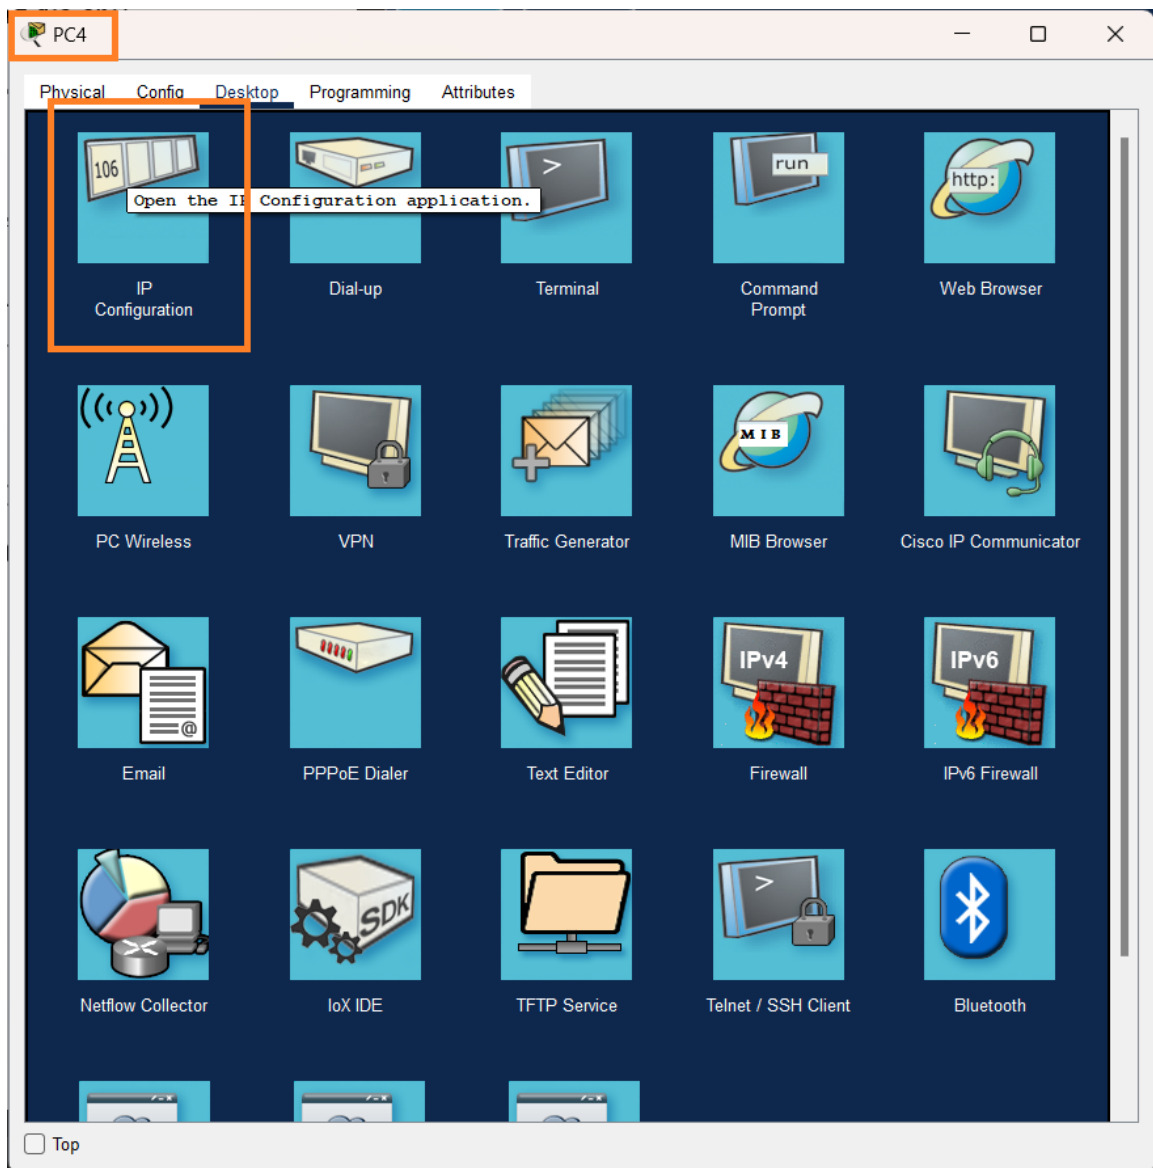 PC4
Physical Config Desktop Programming Attributes
106
run
http:
Open the IP Configuration application.
IP
Configuration
Dial-up
Terminal
Command
Prompt
Web Browser
MIB
PC Wireless
VPN
Traffic Generator
MIB Browser
Cisco IP Communicator
@
IPv4
IPv6
Email
PPPoE Dialer
Text Editor
Firewall
IPv6 Firewall
>
SDK
>
Netflow Collector
IoX IDE
TFTP Service
Telnet / SSH Client
Bluetooth
Top